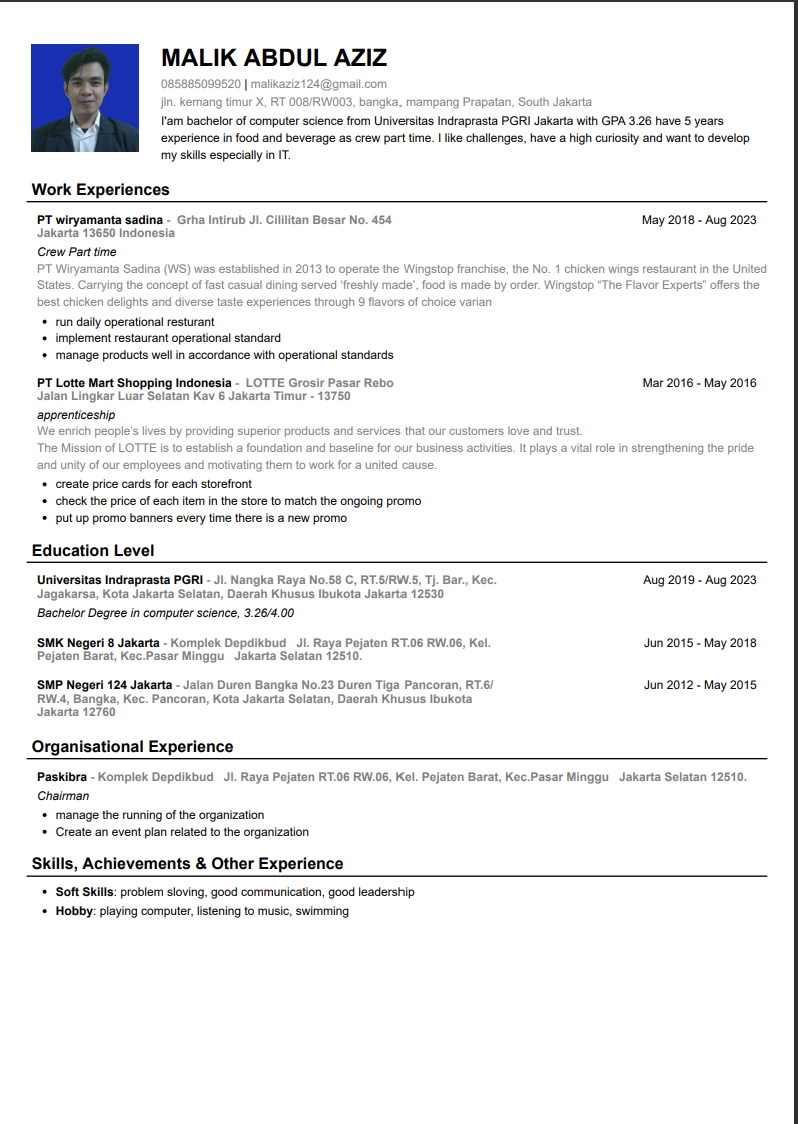 MALIK ABDUL AZIZ
085885099520 | malikaziz124@gmail.com
jln. kemang timur X, RT 008/RW003, bangka,, mampang Prapatan, South Jakarta
I'am bachelor of computer science from Universitas Indraprasta PGRI Jakarta with GPA 3.26 have 5 years
experience in food and beverage as crew part time. I like challenges, have a high curiosity and want to develop
my skills especially in IT.
Work Experiences
PT wiryamanta sadina - Grha Intirub Jl. Cililitan Besar No. 454 May 2018 - Aug 2023
Jakarta 13650 Indonesia
Crew Part time
PT Wiryamanta Sadina (WS) was established in 2013 to operate the Wingstop franchise, the No. 1 chicken wings restaurant in the United
States. Carrying the concept of fast casual dining served 'freshly made', food is made by order. Wingstop "The Flavor Experts" offers the
best chicken delights and diverse taste experiences through 9 flavors of choice varian
• run daily operational resturant
• implement restaurant operational standard
• manage products well in accordance with operational standards
PT Lotte Mart Shopping Indonesia - LOTTE Grosir Pasar Rebo Mar 2016 - May 2016
Jalan Lingkar Luar Selatan Kav 6 Jakarta Timur - 13750
apprenticeship
We enrich people's lives by providing superior products and services that our customers love and trust.
The Mission of LOTTE is to establish a foundation and baseline for our business activities. It plays a vital role in strengthening the pride
and unity of our employees and motivating them to work for a united cause.
• create price cards for each storefront
• check the price of each item in the store to match the ongoing promo
• put up promo banners every time there is a new promo
Education Level
Universitas Indraprasta PGRI - Jl. Nangka Raya No.58 C, RT.5/RW.5, Tj. Bar., Kec. Aug 2019 - Aug 2023
Jagakarsa, Kota Jakarta Selatan, Daerah Khusus Ibukota Jakarta 12530
Bachelor Degree in computer science, 3.26/4.00
SMK Negeri 8 Jakarta - Komplek Depdikbud Jl. Raya Pejaten RT.06 RW.06, Kel. Jun 2015 - May 2018
Pejaten Barat, Kec.Pasar Minggu Jakarta Selatan 12510.
SMP Negeri 124 Jakarta - Jalan Duren Bangka No.23 Duren Tiga Pancoran, RT.6/ Jun 2012 - May 2015
RW.4, Bangka, Kec. Pancoran, Kota Jakarta Selatan, Daerah Khusus Ibukota
Jakarta 12760
Organisational Experience
Paskibra - Komplek Depdikbud Jl. Raya Pejaten RT.06 RW.06, Kel. Pejaten Barat, Kec.Pasar Minggu Jakarta Selatan 12510.
Chairman
• manage the running of the organization
• Create an event plan related to the organization
Skills, Achievements & Other Experience
• Soft Skills: problem sloving, good communication, good leadership
• Hobby: playing computer, listening to music, swimming